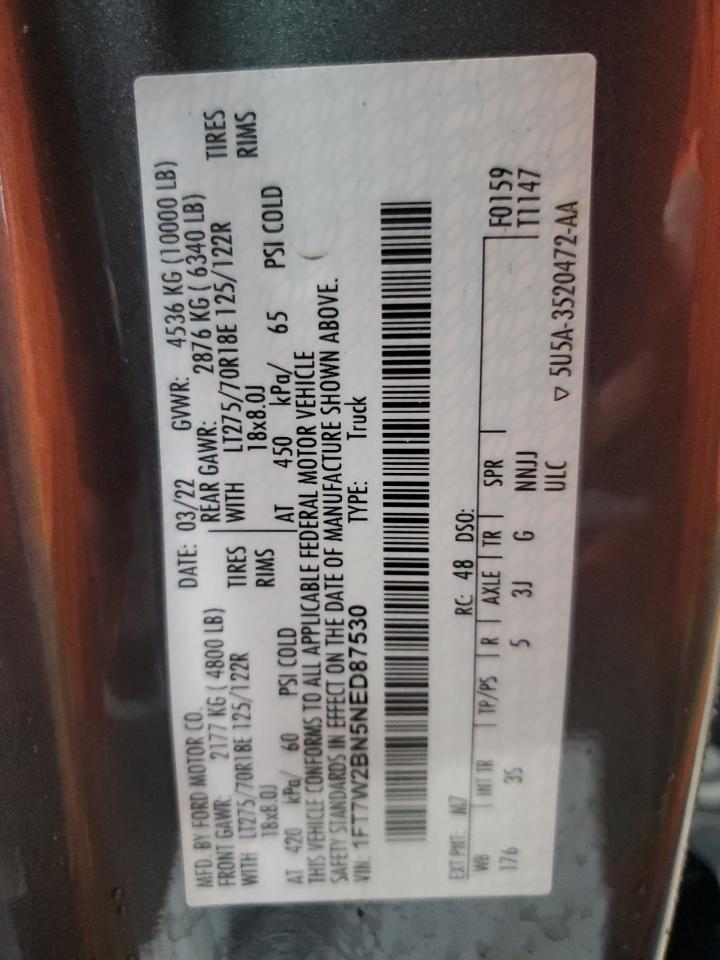 MFD. BY FORD MOTOR CO.
DATE: 03/22 GVWR: 4536 KG (10000 LB)
FRONT GAWR: 2177 KG ( 4800 LB) REAR GAWR: 2876 KG ( 6340 LB)
WITH LT275/70R18E 125/122R TIRES WITH LT275/70R18E 125/122R TIRES
18x8.0J RIMS 18x8.0J RIMS
AT 420 kPa/ 60 PSI COLD AT 450 kPa/ 65 PSI COLD
THIS VEHICLE CONFORMS TO ALL APPLICABLE FEDERAL MOTOR VEHICLE
SAFETY STANDARDS IN EFFECT ON THE DATE OF MANUFACTURE SHOWN ABOVE.
VIN: 1FT7W2BN5NED87530 TYPE: Truck
EXT PNT: M7 RC: 48 DSO:
WB INT TR TP/PS R AXLE TR SPR F0159
176 3S 5 3J G NNJJ T1147
ULC
▽ 5U5A-3520472-AA